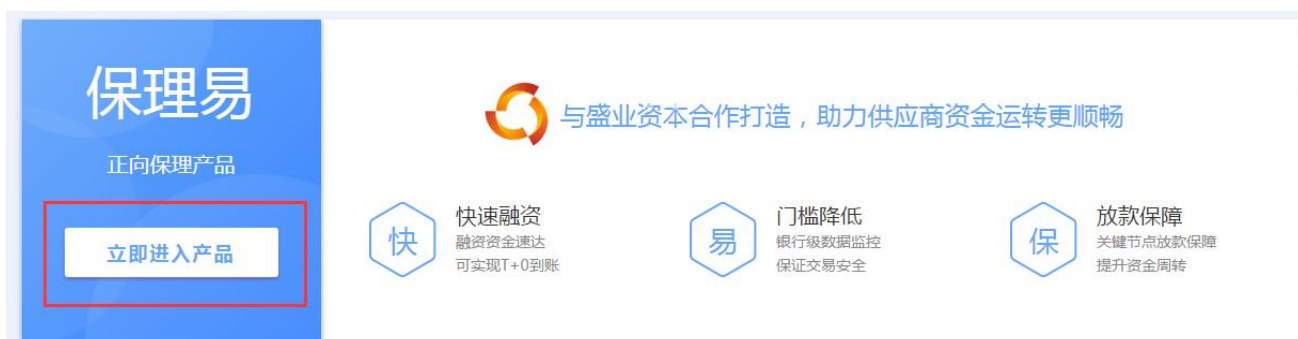 保理易
正向保理产品
立即进入产品
与盛业资本合作打造，助力供应商资金运转更顺畅
快
快速融资
融资资金速达
可实现T+0到账
易
门槛降低
银行级数据监控
保证交易安全
保
放款保障
关键节点放款保障
提升资金周转